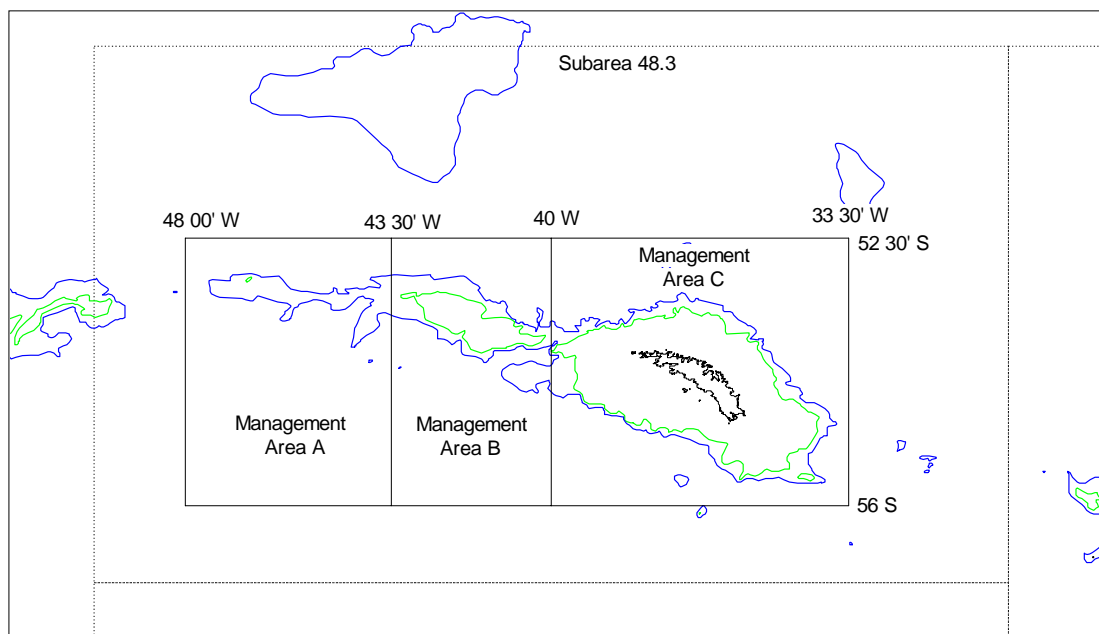 Subarea 48.3
48 00' W
43 30' W
40 W
33 30' W
52 30' S
Management
Area C
Management
Area A
Management
Area B
56 S